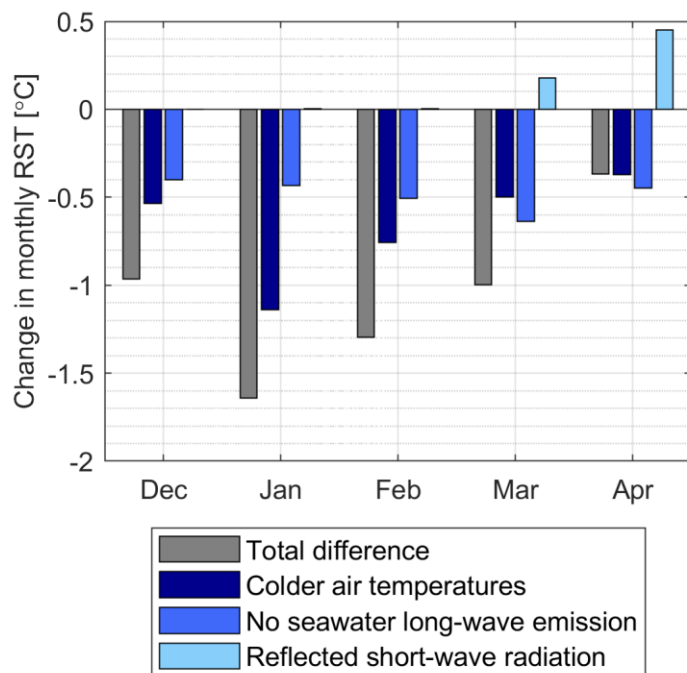 Change in monthly RST [°C]
0.5
0
-0.5
-1
-1.5
-2
Dec Jan Feb Mar Apr
Total difference
Colder air temperatures
No seawater long-wave emission
Reflected short-wave radiation